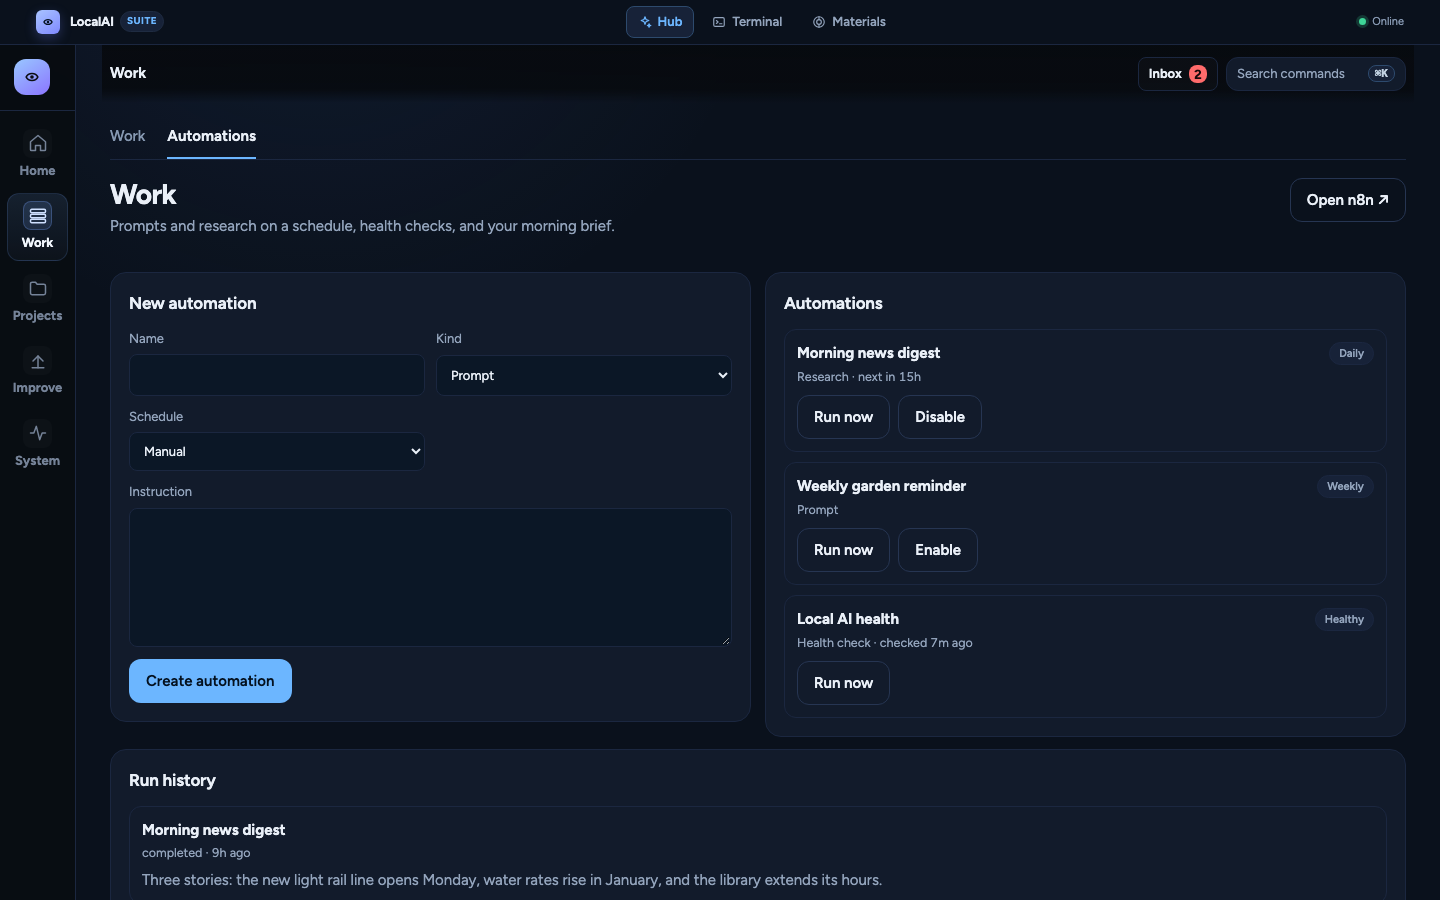 LocalAI SUITE
Hub
Terminal
Materials
Online
Work
Inbox 2
Search commands ⌘K
Home
Work
Projects
Improve
System
Work
Automations
Work
Prompts and research on a schedule, health checks, and your morning brief.
Open n8n ↗
New automation
Name
Kind
Prompt
Schedule
Manual
Instruction
Create automation
Automations
Morning news digest
Daily
Research · next in 15h
Run now
Disable
Weekly garden reminder
Weekly
Prompt
Run now
Enable
Local AI health
Healthy
Health check · checked 7m ago
Run now
Run history
Morning news digest
completed · 9h ago
Three stories: the new light rail line opens Monday, water rates rise in January, and the library extends its hours.